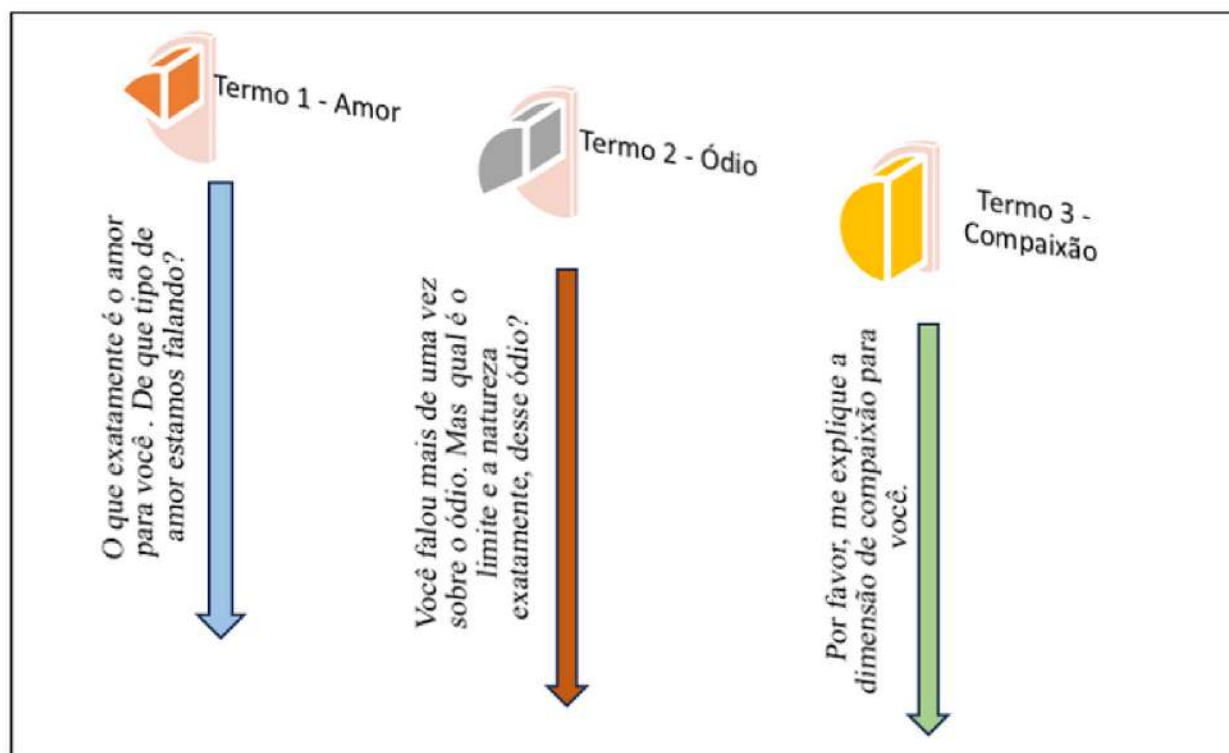 Termo 1 - Amor
O que exatamente é o amor
para você . De que tipo de
amor estamos falando?
Termo 2 - Ódio
Você falou mais de uma vez
sobre o ódio. Mas qual é o
limite e a natureza
exatamente, desse ódio?
Termo 3 -
Compaixão
Por favor, me explique a
dimensão de compaixão para
você.